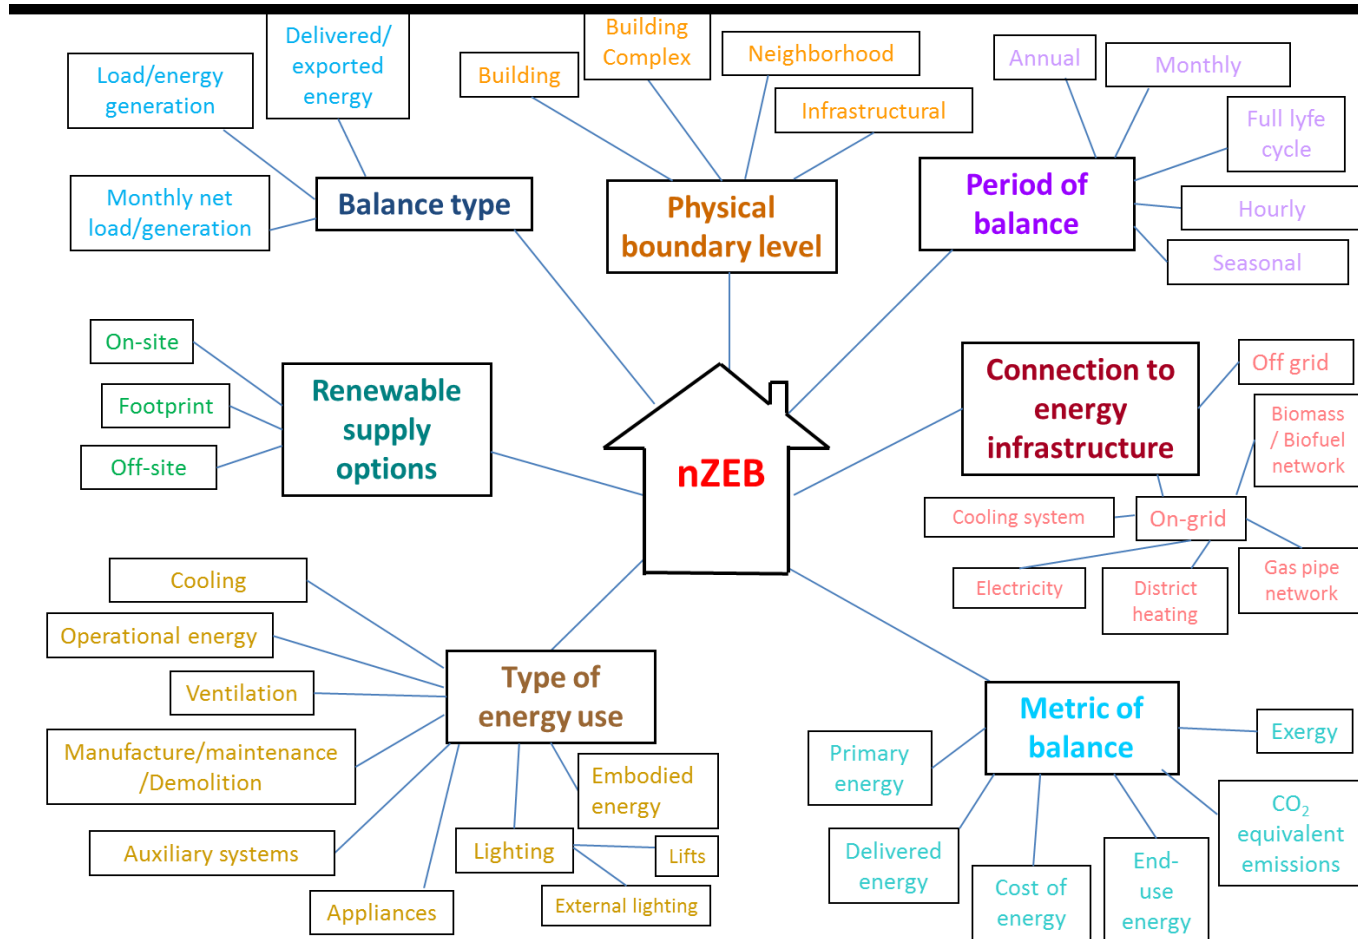 Delivered/
exported
energy
Load/energy
generation
Monthly net
load/generation
Balance type
Building
Building
Complex
Neighborhood
Infrastructural
Physical
boundary level
Annual
Monthly
Full lyfe
cycle
Hourly
Seasonal
Period of
balance
On-site
Footprint
Off-site
Renewable
supply
options
nZEB
Connection to
energy
infrastructure
Off grid
Biomass
/ Biofuel
network
On-grid
Cooling system
Electricity
District
heating
Gas pipe
network
Cooling
Operational energy
Ventilation
Manufacture/maintenance
/Demolition
Auxiliary systems
Appliances
Type of
energy use
Embodied
energy
Lighting
Lifts
External lighting
Metric of
balance
Primary
energy
Delivered
energy
Cost of
energy
End-
use
energy
CO₂
equivalent
emissions
Exergy